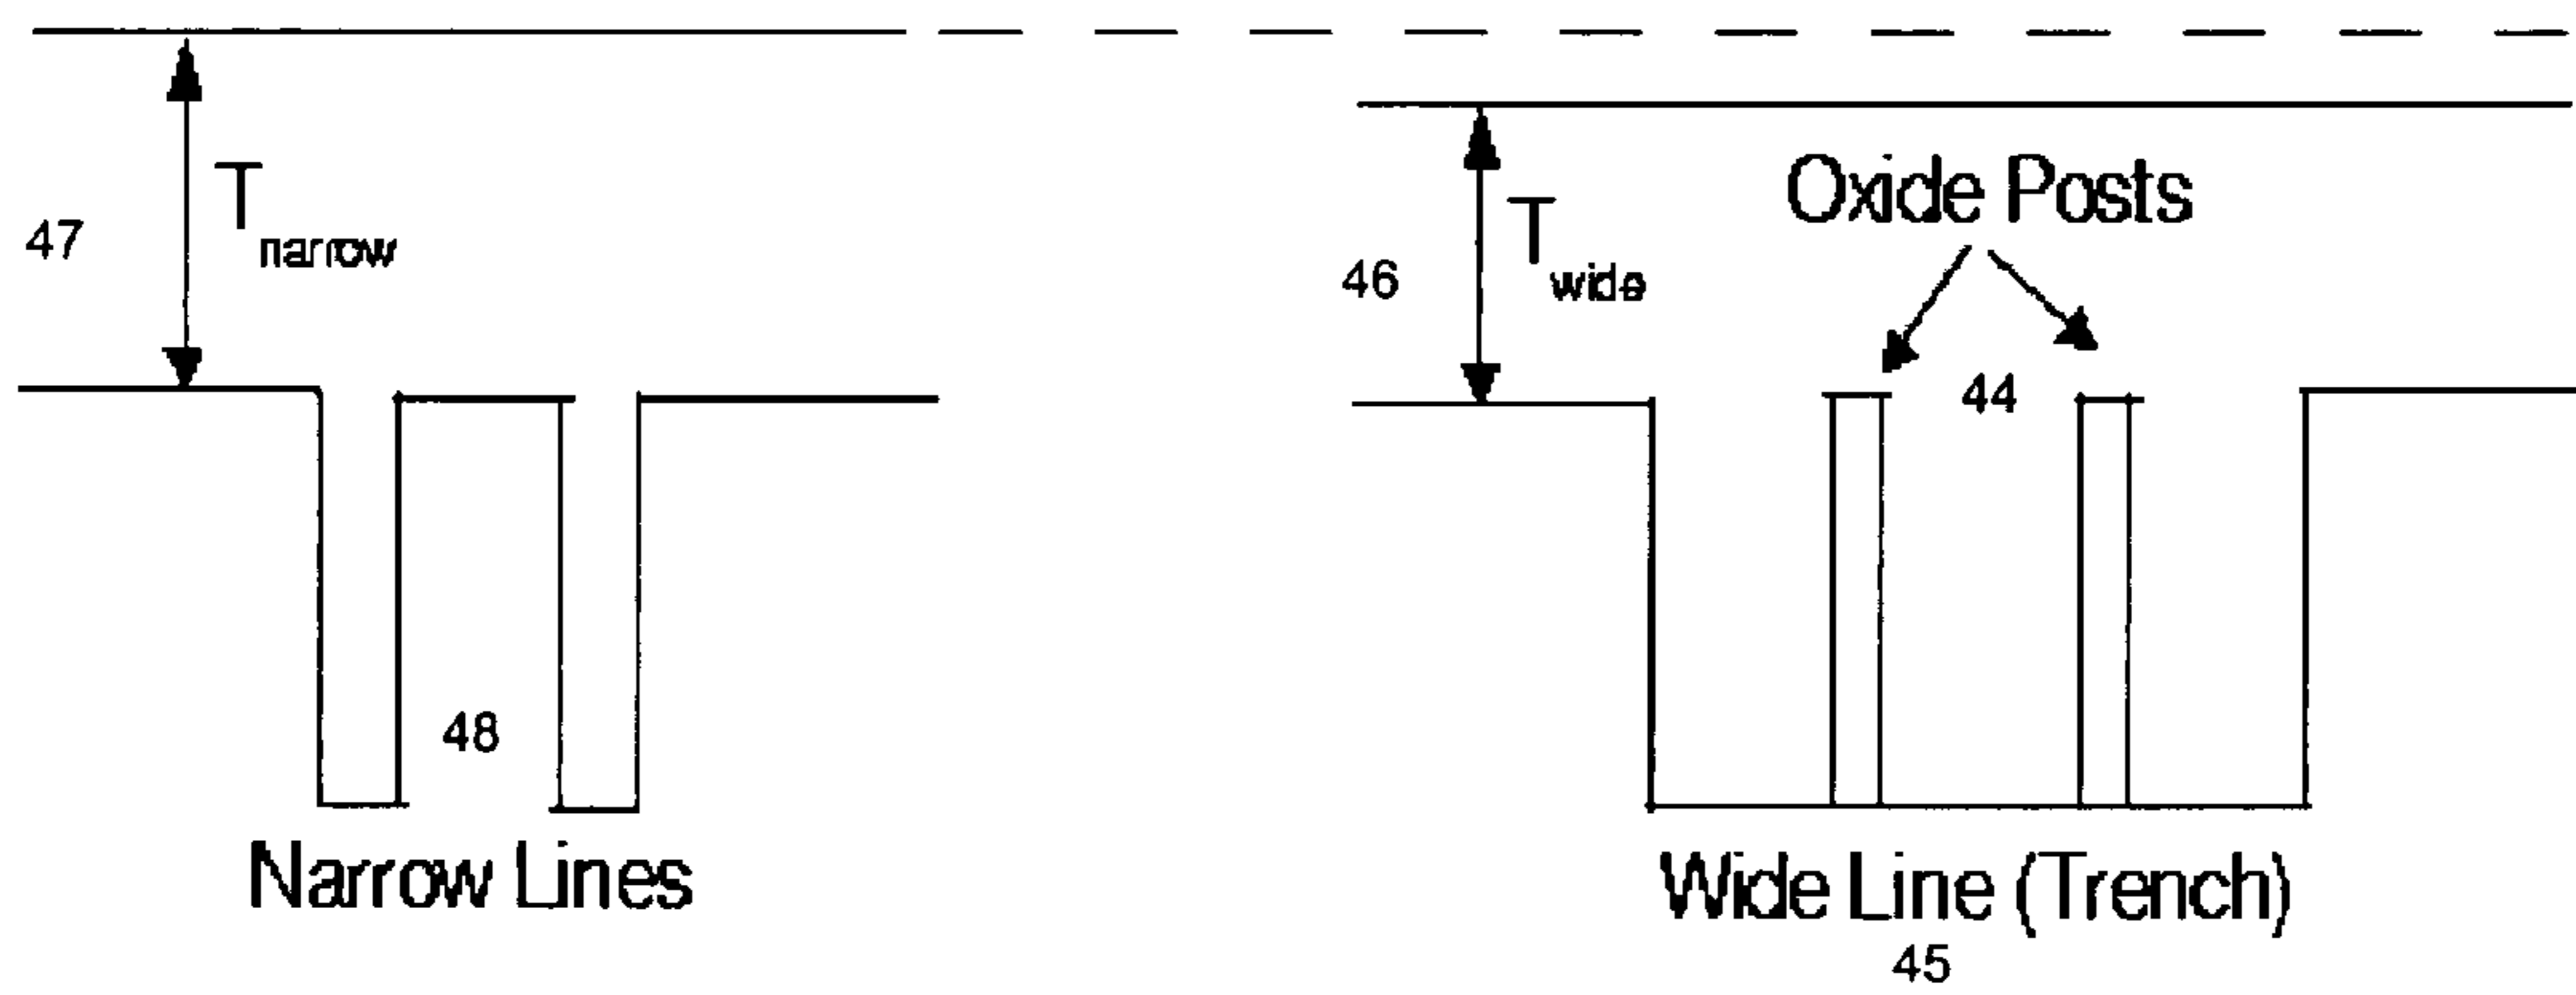 47
T narrow
46
T wide
Oxide Posts
44
48
Narrow Lines
Wide Line (Trench)
45